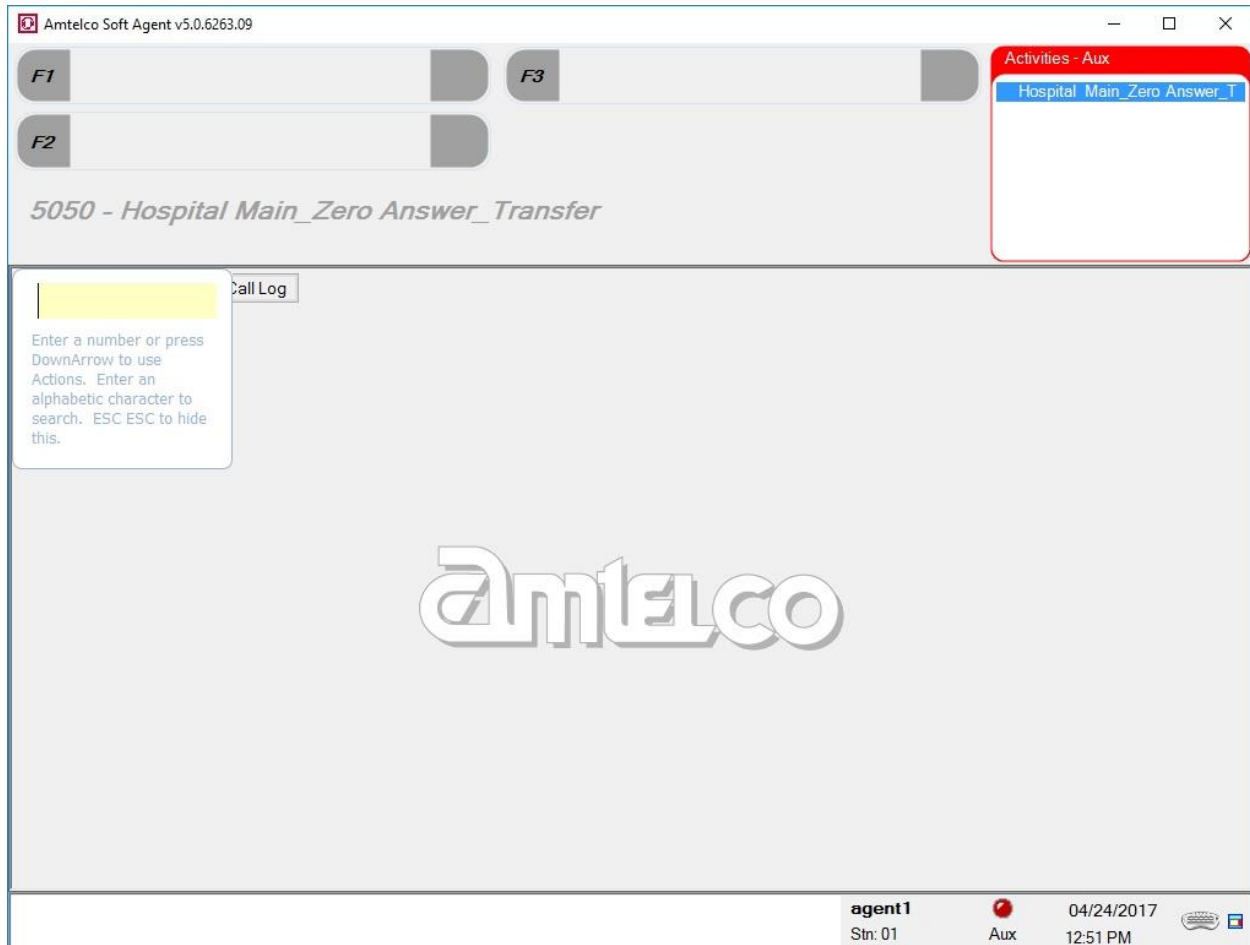 Amtelco Soft Agent v5.0.6263.09
F1
F3
Activities - Aux
Hospital Main_Zero Answer_T
F2
5050 - Hospital Main_Zero Answer_Transfer
Call Log
Enter a number or press
DownArrow to use
Actions. Enter an
alphabetic character to
search. ESC ESC to hide
this.
amtelco
agent1
Stn: 01
Aux
04/24/2017
12:51 PM